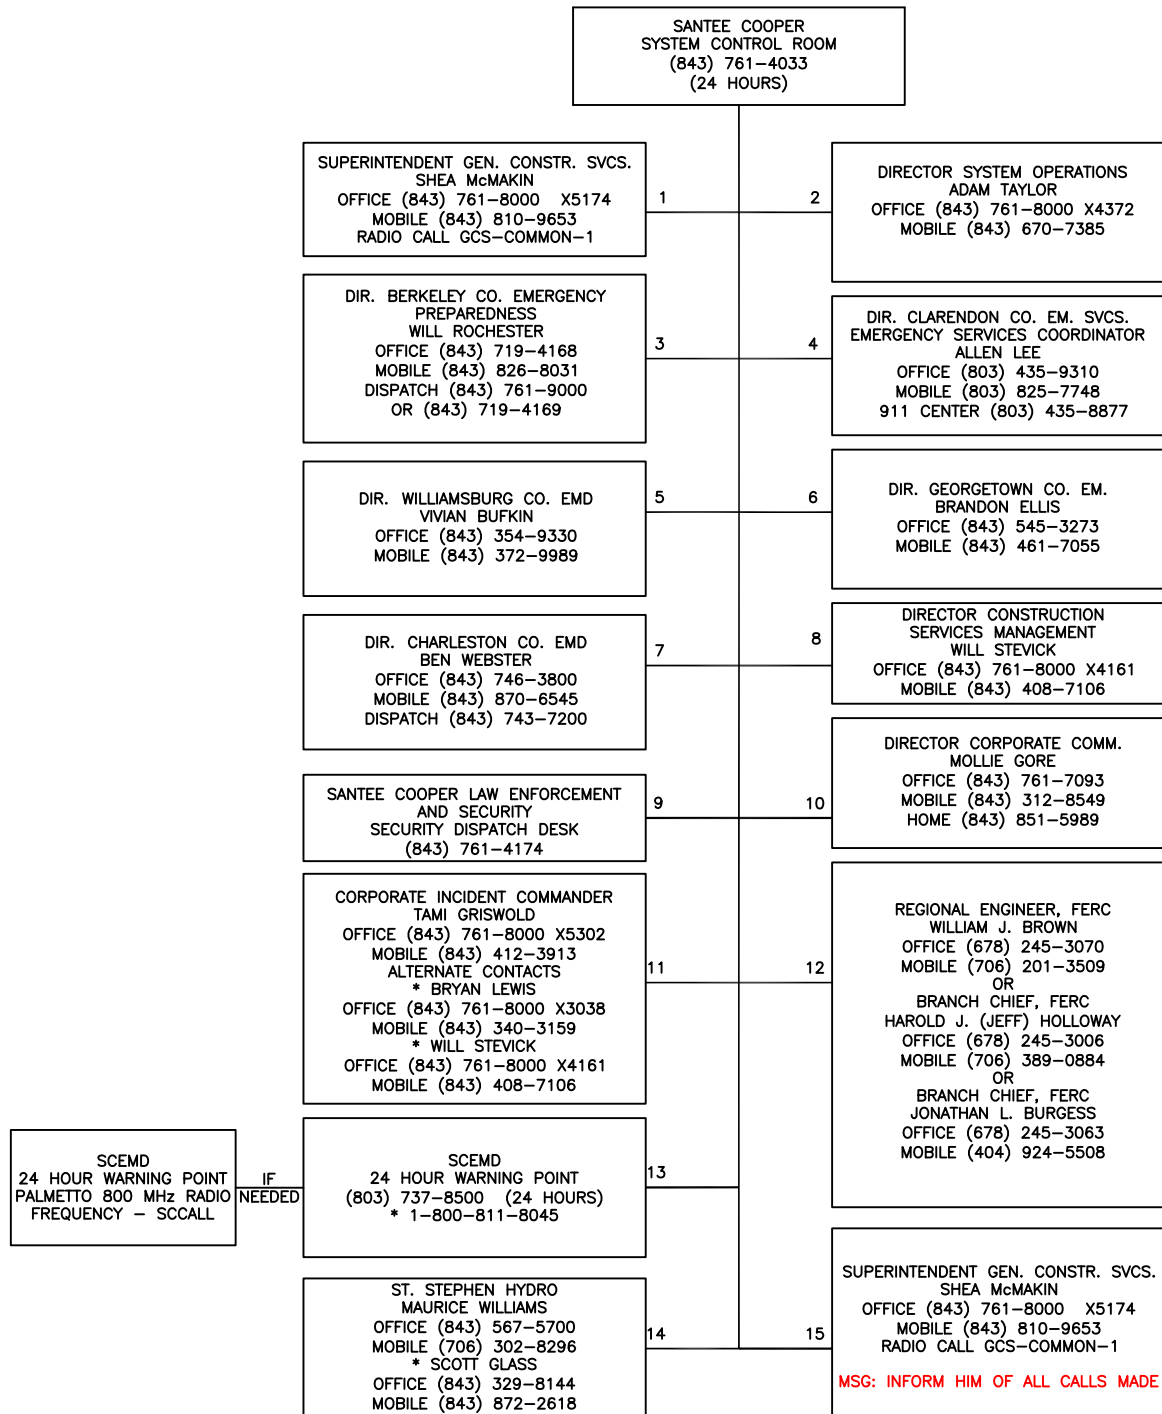 SANTEE COOPER
SYSTEM CONTROL ROOM
(843) 761-4033
(24 HOURS)
SUPERINTENDENT GEN. CONSTR. SVCS.
SHEA McMAKIN
OFFICE (843) 761-8000 X5174
MOBILE (843) 810-9653
RADIO CALL GCS-COMMON-1
1
2
DIRECTOR SYSTEM OPERATIONS
ADAM TAYLOR
OFFICE (843) 761-8000 X4372
MOBILE (843) 670-7385
DIR. BERKELEY CO. EMERGENCY
PREPAREDNESS
WILL ROCHESTER
OFFICE (843) 719-4168
MOBILE (843) 826-8031
DISPATCH (843) 761-9000
OR (843) 719-4169
3
4
DIR. CLARENDON CO. EM. SVCS.
EMERGENCY SERVICES COORDINATOR
ALLEN LEE
OFFICE (803) 435-9310
MOBILE (803) 825-7748
911 CENTER (803) 435-8877
DIR. WILLIAMSBURG CO. EMD
VIVIAN BUFKIN
OFFICE (843) 354-9330
MOBILE (843) 372-9989
5
6
DIR. GEORGETOWN CO. EM.
BRANDON ELLIS
OFFICE (843) 545-3273
MOBILE (843) 461-7055
DIR. CHARLESTON CO. EMD
BEN WEBSTER
OFFICE (843) 746-3800
MOBILE (843) 870-6545
DISPATCH (843) 743-7200
7
8
DIRECTOR CONSTRUCTION
SERVICES MANAGEMENT
WILL STEVICK
OFFICE (843) 761-8000 X4161
MOBILE (843) 408-7106
SANTEE COOPER LAW ENFORCEMENT
AND SECURITY
SECURITY DISPATCH DESK
(843) 761-4174
9
10
DIRECTOR CORPORATE COMM.
MOLLIE GORE
OFFICE (843) 761-7093
MOBILE (843) 312-8549
HOME (843) 851-5989
CORPORATE INCIDENT COMMANDER
TAMI GRISWOLD
OFFICE (843) 761-8000 X5302
MOBILE (843) 412-3913
ALTERNATE CONTACTS
* BRYAN LEWIS
OFFICE (843) 761-8000 X3038
MOBILE (843) 340-3159
* WILL STEVICK
OFFICE (843) 761-8000 X4161
MOBILE (843) 408-7106
11
12
REGIONAL ENGINEER, FERC
WILLIAM J. BROWN
OFFICE (678) 245-3070
MOBILE (706) 201-3509
OR
BRANCH CHIEF, FERC
HAROLD J. (JEFF) HOLLOWAY
OFFICE (678) 245-3006
MOBILE (706) 389-0884
OR
BRANCH CHIEF, FERC
JONATHAN L. BURGESS
OFFICE (678) 245-3063
MOBILE (404) 924-5508
SCEMD
24 HOUR WARNING POINT
PALMETTO 800 MHz RADIO
FREQUENCY - SCCALL
IF
NEEDED
SCEMD
24 HOUR WARNING POINT
(803) 737-8500 (24 HOURS)
* 1-800-811-8045
13
ST. STEPHEN HYDRO
MAURICE WILLIAMS
OFFICE (843) 567-5700
MOBILE (706) 302-8296
* SCOTT GLASS
OFFICE (843) 329-8144
MOBILE (843) 872-2618
14
15
SUPERINTENDENT GEN. CONSTR. SVCS.
SHEA McMAKIN
OFFICE (843) 761-8000 X5174
MOBILE (843) 810-9653
RADIO CALL GCS-COMMON-1
MSG: INFORM HIM OF ALL CALLS MADE